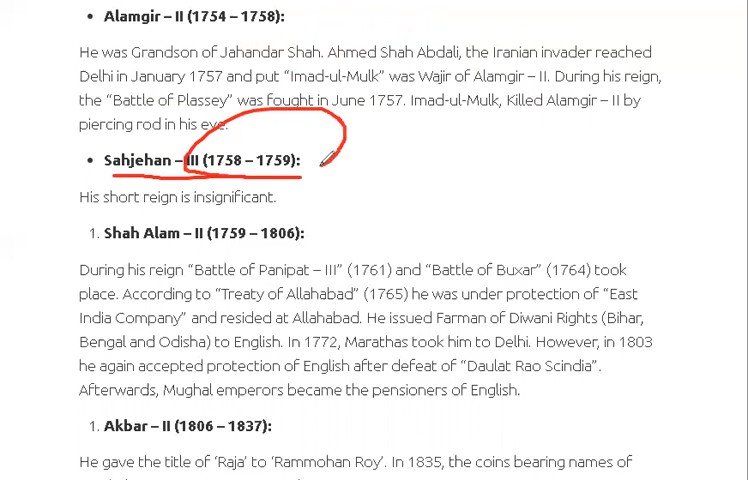 • Alamgir – II (1754 – 1758):
He was Grandson of Jahandar Shah. Ahmed Shah Abdali, the Iranian invader reached
Delhi in January 1757 and put “Imad-ul-Mulk” was Wajir of Alamgir – II. During his reign,
the “Battle of Plassey” was fought in June 1757. Imad-ul-Mulk, Killed Alamgir – II by
piercing rod in his eye.
• Sahjehan – III (1758 – 1759):
His short reign is insignificant.
1. Shah Alam – II (1759 – 1806):
During his reign “Battle of Panipat – III” (1761) and “Battle of Buxar” (1764) took
place. According to “Treaty of Allahabad” (1765) he was under protection of “East
India Company” and resided at Allahabad. He issued Farman of Diwani Rights (Bihar,
Bengal and Odisha) to English. In 1772, Marathas took him to Delhi. However, in 1803
he again accepted protection of English after defeat of “Daulat Rao Scindia”.
Afterwards, Mughal emperors became the pensioners of English.
1. Akbar – II (1806 – 1837):
He gave the title of ‘Raja’ to ‘Rammohan Roy’. In 1835, the coins bearing names of